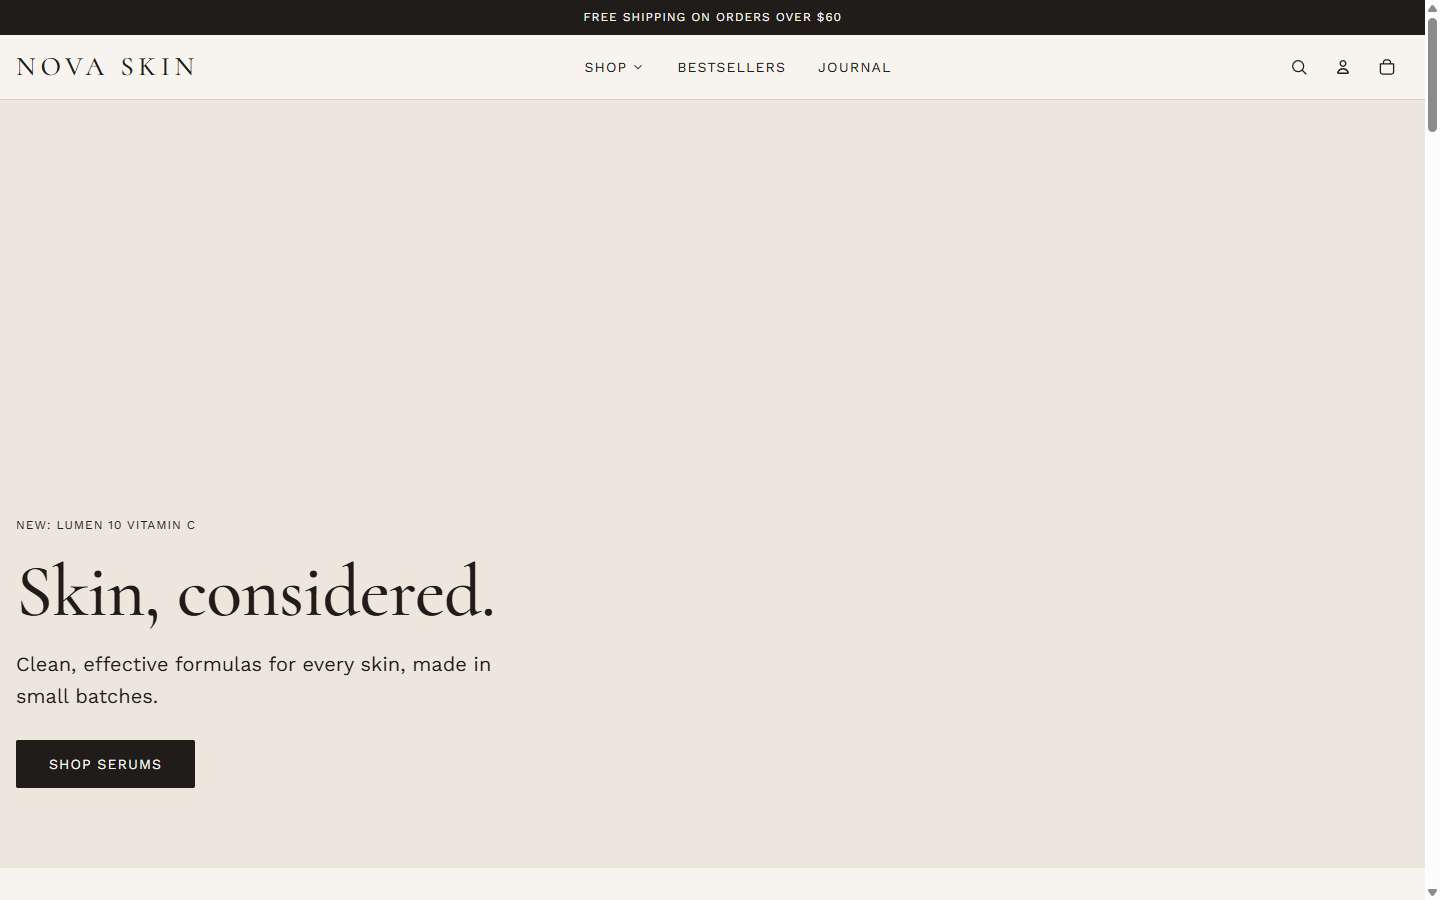 FREE SHIPPING ON ORDERS OVER $60
NOVA SKIN
SHOP
BESTSELLERS
JOURNAL
NEW: LUMEN 10 VITAMIN C
Skin, considered.
Clean, effective formulas for every skin, made in
small batches.
SHOP SERUMS